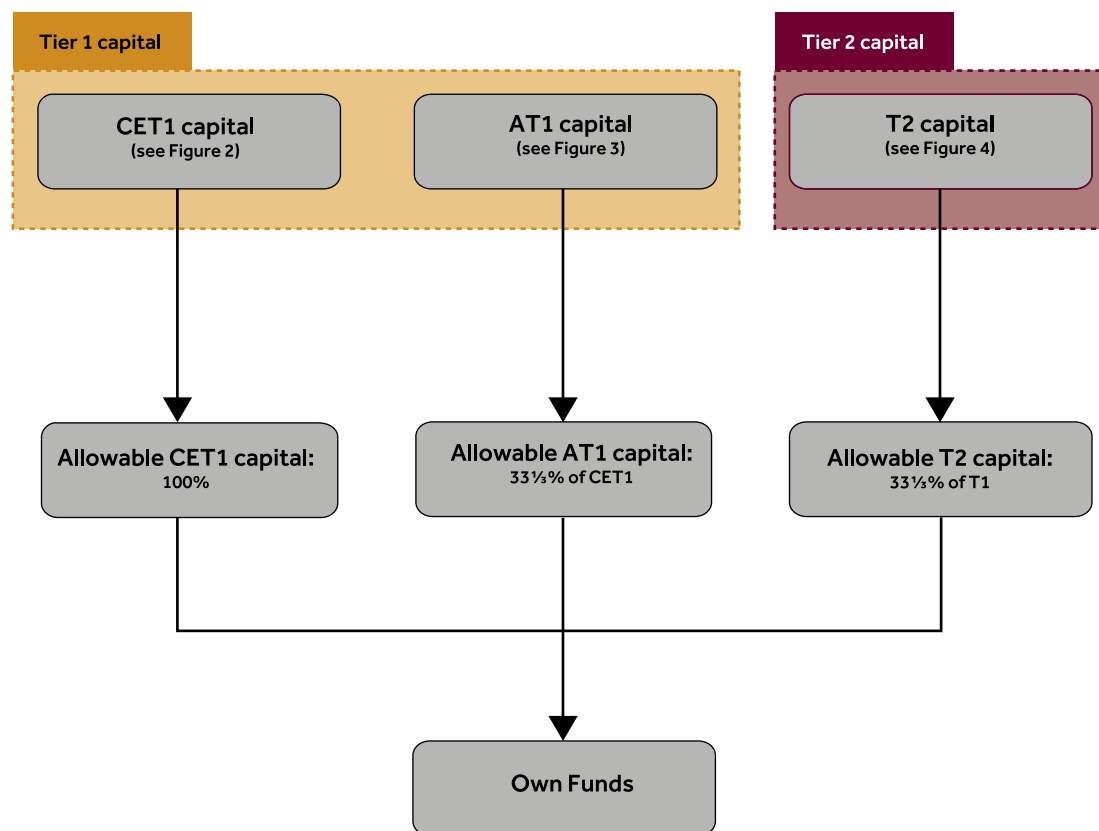 Tier 1 capital
Tier 2 capital
CET1 capital
(see Figure 2)
AT1 capital
(see Figure 3)
T2 capital
(see Figure 4)
Allowable CET1 capital:
100%
Allowable AT1 capital:
33⅓% of CET1
Allowable T2 capital:
33⅓% of T1
Own Funds